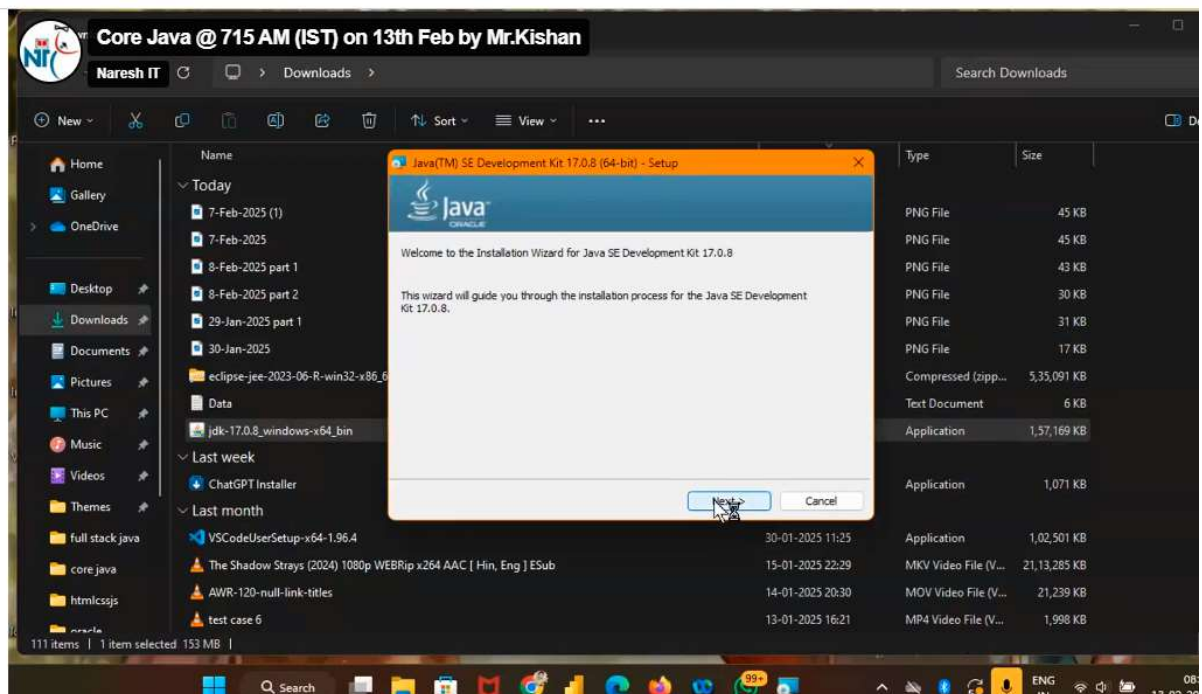 Core Java @ 715 AM (IST) on 13th Feb by Mr.Kishan
NiT
Naresh IT
Downloads
Search Downloads
New
Sort
View
Home
Gallery
OneDrive
Desktop
Downloads
Documents
Pictures
This PC
Music
Videos
Themes
full stack java
core java
htmlcssjs
oracle
Name Type Size
Today
7-Feb-2025 (1) PNG File 45 KB
7-Feb-2025 PNG File 45 KB
8-Feb-2025 part 1 PNG File 43 KB
8-Feb-2025 part 2 PNG File 30 KB
29-Jan-2025 part 1 PNG File 31 KB
30-Jan-2025 PNG File 17 KB
eclipse-jee-2023-06-R-win32-x86_6 Compressed (zipp... 5,35,091 KB
Data Text Document 6 KB
jdk-17.0.8_windows-x64_bin Application 1,57,169 KB
Last week
ChatGPT Installer Application 1,071 KB
Last month
VSCodeUserSetup-x64-1.96.4 30-01-2025 11:25 Application 1,02,501 KB
The Shadow Strays (2024) 1080p WEBRip x264 AAC [ Hin, Eng ] ESub 15-01-2025 22:29 MKV Video File (V... 21,13,285 KB
AWR-120-null-link-titles 14-01-2025 20:30 MOV Video File (V... 21,239 KB
test case 6 13-01-2025 16:21 MP4 Video File (V... 1,998 KB
Java(TM) SE Development Kit 17.0.8 (64-bit) - Setup
Java
ORACLE
Welcome to the Installation Wizard for Java SE Development Kit 17.0.8
This wizard will guide you through the installation process for the Java SE Development
Kit 17.0.8.
Next > Cancel
111 items | 1 item selected 153 MB |
Search
99+
ENG